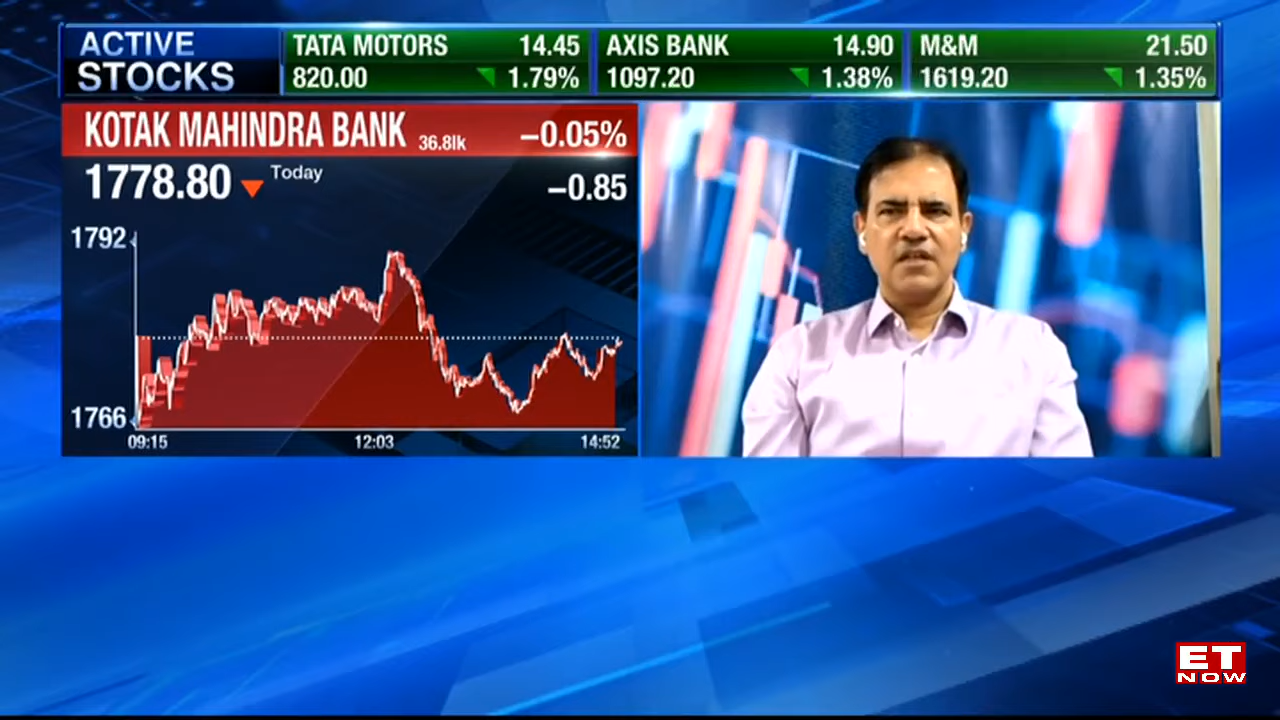 ACTIVE
STOCKS
TATA MOTORS 14.45
820.00 1.79%
AXIS BANK 14.90
1097.20 1.38%
M&M 21.50
1619.20 1.35%
KOTAK MAHINDRA BANK 36.8lk −0.05%
1778.80 Today −0.85
1792
1766
09:15 12:03 14:52
ET
NOW